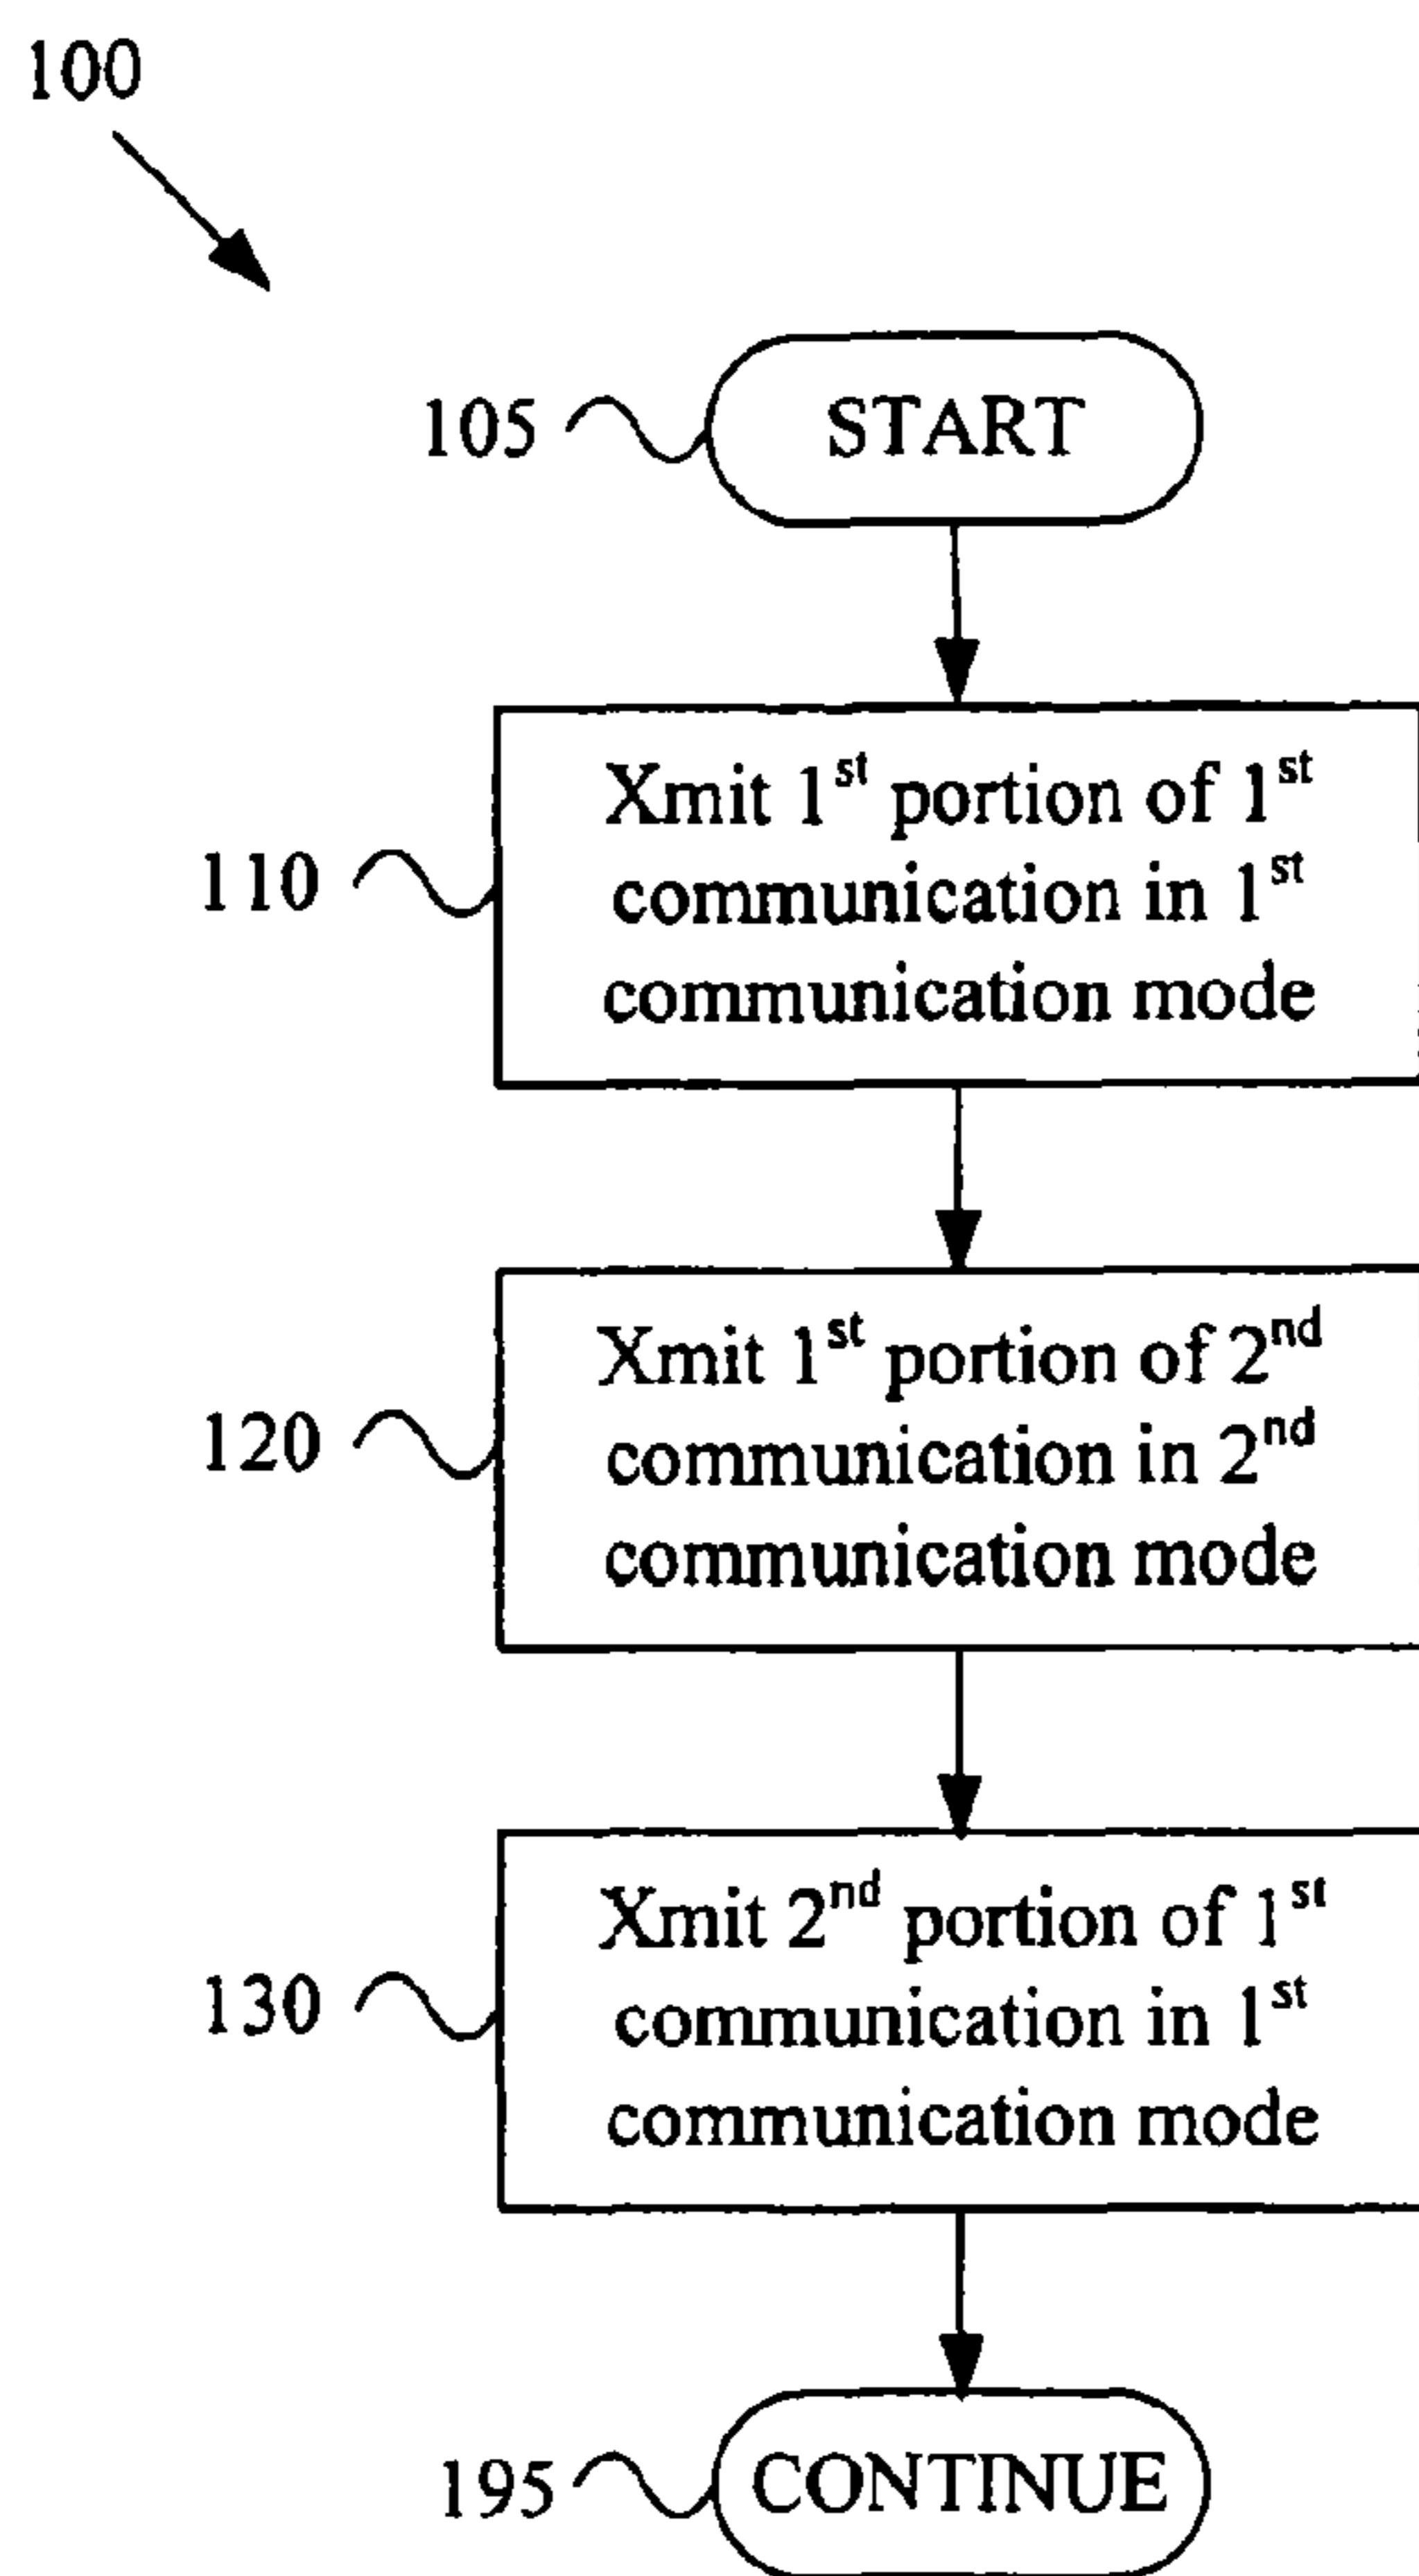 100
105
START
110
Xmit 1st portion of 1st
communication in 1st
communication mode
120
Xmit 1st portion of 2nd
communication in 2nd
communication mode
130
Xmit 2nd portion of 1st
communication in 1st
communication mode
195
CONTINUE